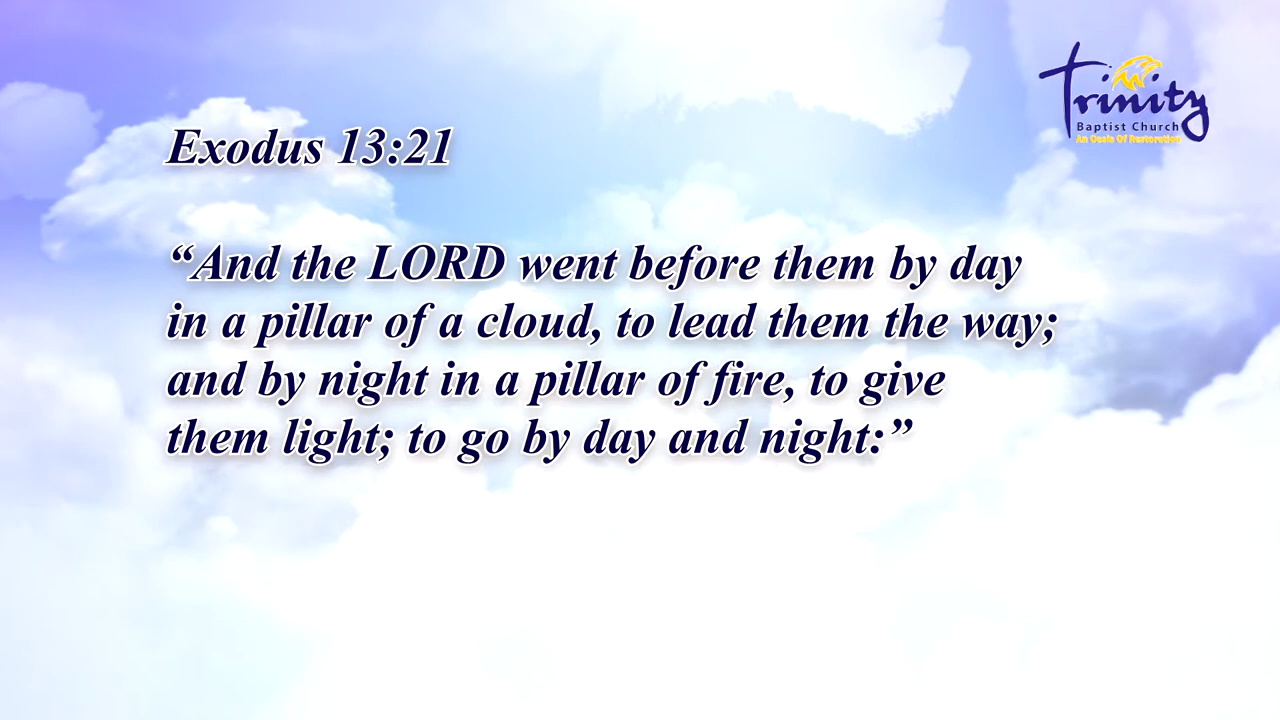 Trinity
Baptist Church
An Oasis Of Restoration
Exodus 13:21
“And the LORD went before them by day
in a pillar of a cloud, to lead them the way;
and by night in a pillar of fire, to give
them light; to go by day and night:”